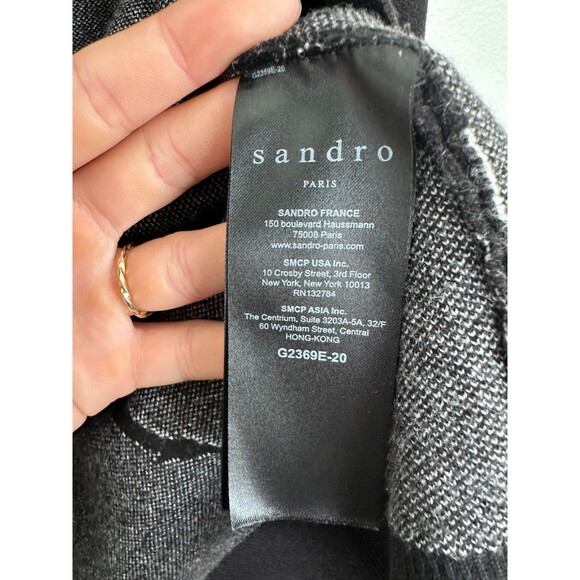 G2369E-20
sandro
PARIS
SANDRO FRANCE
150 boulevard Haussmann
75008 Paris
www.sandro-paris.com
SMCP USA Inc.
10 Crosby Street, 3rd Floor
New York, New York 10013
RN132784
SMCP ASIA Inc.
The Centrium, Suite 3203A-5A, 32/F
60 Wyndham Street, Central
HONG-KONG
G2369E-20